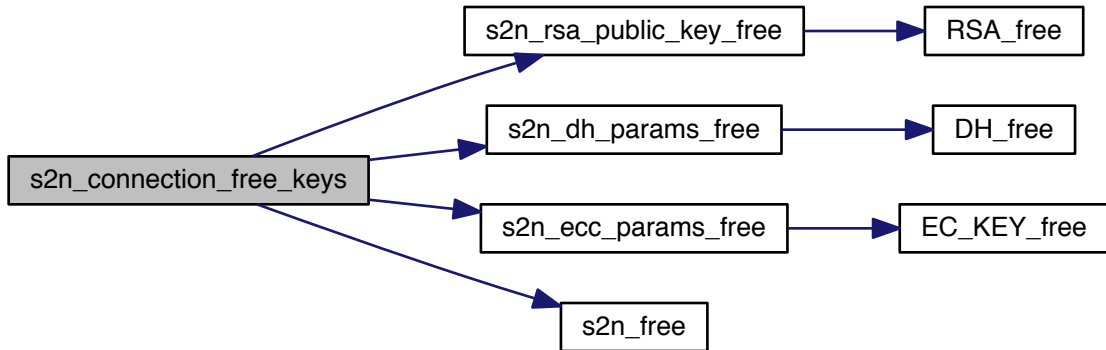 s2n_rsa_public_key_free
RSA_free
s2n_dh_params_free
DH_free
s2n_connection_free_keys
s2n_ecc_params_free
EC_KEY_free
s2n_free